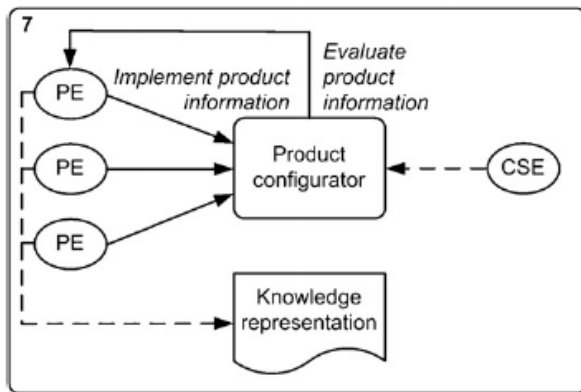 7
Evaluate
product
information
Implement product
information
PE
PE
PE
Product
configurator
CSE
Knowledge
representation